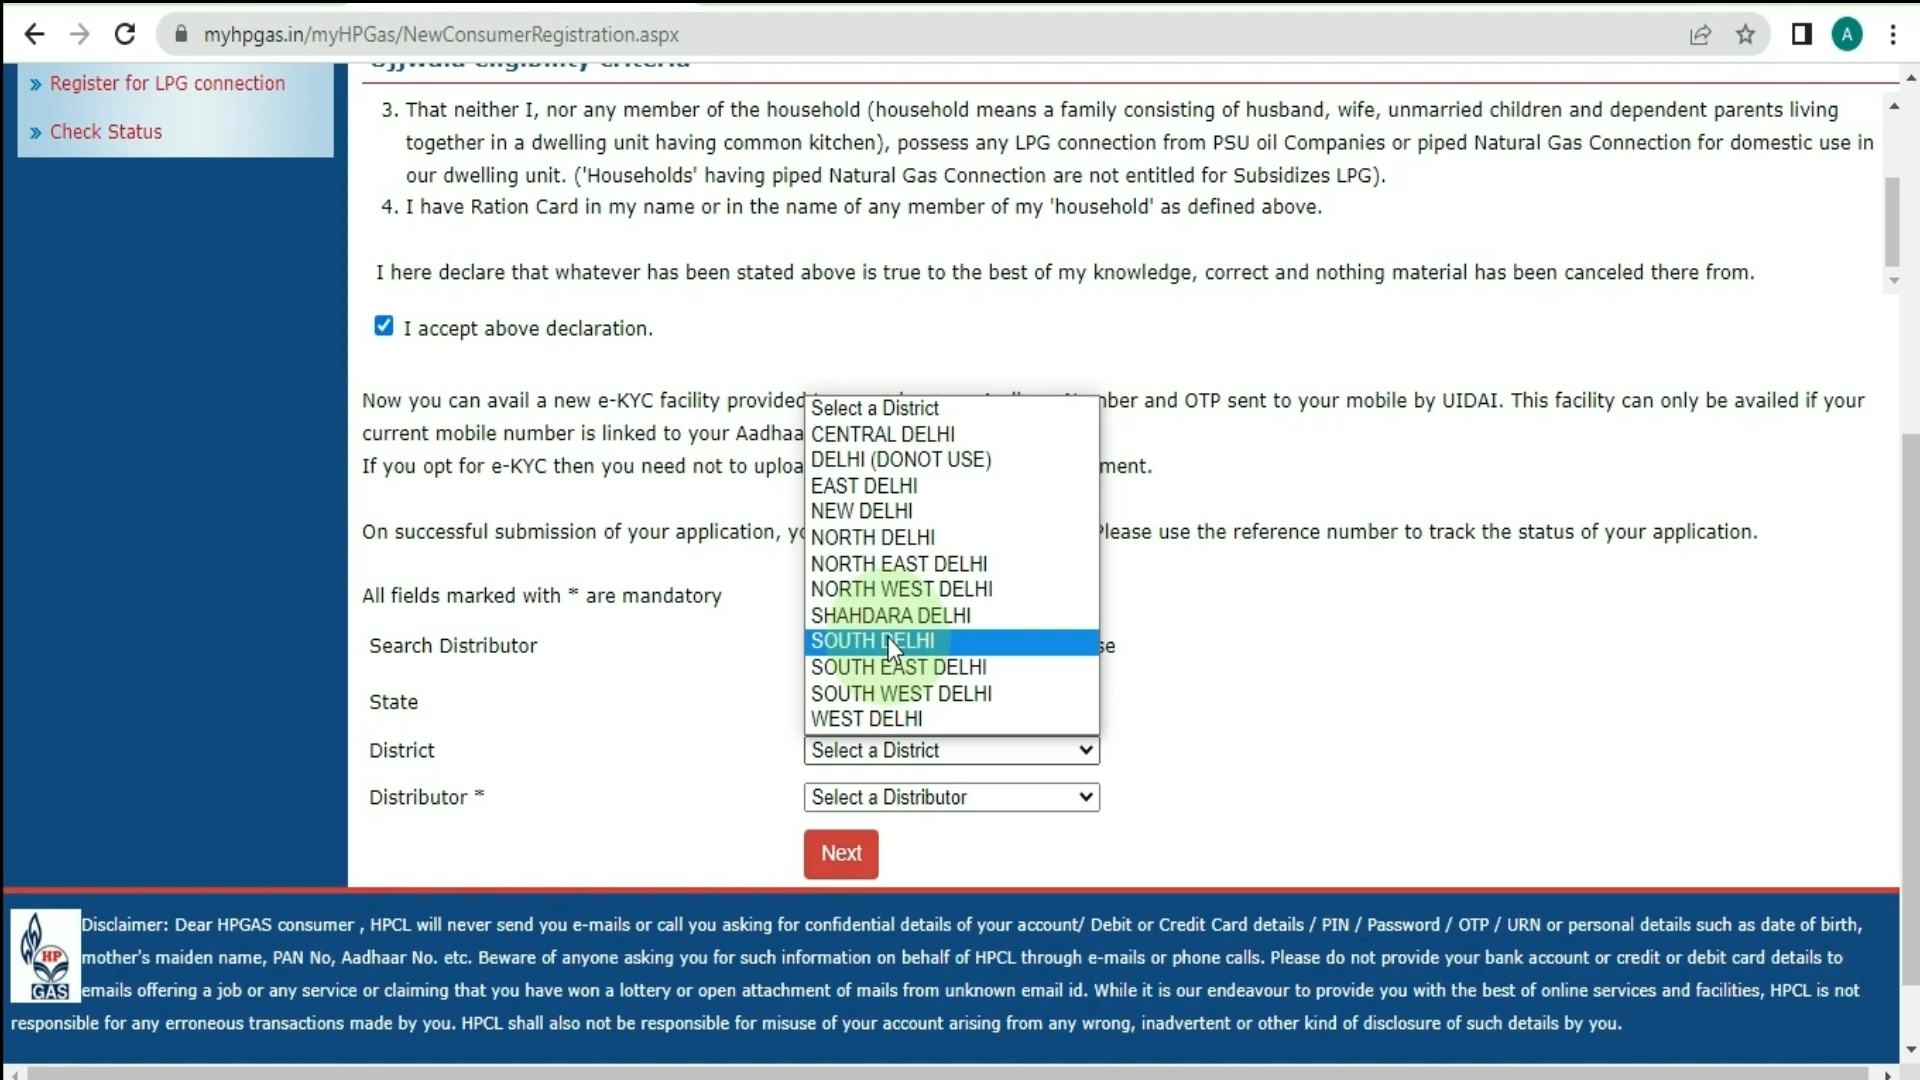 myhpgas.in/myHPGas/NewConsumerRegistration.aspx
A
» Register for LPG connection
» Check Status
3. That neither I, nor any member of the household (household means a family consisting of husband, wife, unmarried children and dependent parents living
together in a dwelling unit having common kitchen), possess any LPG connection from PSU oil Companies or piped Natural Gas Connection for domestic use in
our dwelling unit. ('Households' having piped Natural Gas Connection are not entitled for Subsidizes LPG).
4. I have Ration Card in my name or in the name of any member of my 'household' as defined above.
I here declare that whatever has been stated above is true to the best of my knowledge, correct and nothing material has been canceled there from.
I accept above declaration.
Now you can avail a new e-KYC facility provided
and OTP sent to your mobile by UIDAI. This facility can only be availed if your
current mobile number is linked to your
If you opt for e-KYC then you need not to
On successful submission of your application,
use the reference number to track the status of your application.
All fields marked with * are mandatory
Search Distributor
State
Select a District
CENTRAL DELHI
DELHI (DONOT USE)
EAST DELHI
NEW DELHI
NORTH DELHI
NORTH EAST DELHI
NORTH WEST DELHI
SHAHDARA DELHI
SOUTH DELHI
SOUTH EAST DELHI
SOUTH WEST DELHI
WEST DELHI
District
Select a District
Distributor *
Select a Distributor
Next
HP
GAS
Disclaimer: Dear HPGAS consumer , HPCL will never send you e-mails or call you asking for confidential details of your account/ Debit or Credit Card details / PIN / Password / OTP / URN or personal details such as date of birth,
mother's maiden name, PAN No, Aadhaar No. etc. Beware of anyone asking you for such information on behalf of HPCL through e-mails or phone calls. Please do not provide your bank account or credit or debit card details to
emails offering a job or any service or claiming that you have won a lottery or open attachment of mails from unknown email id. While it is our endeavour to provide you with the best of online services and facilities, HPCL is not
responsible for any erroneous transactions made by you. HPCL shall also not be responsible for misuse of your account arising from any wrong, inadvertent or other kind of disclosure of such details by you.